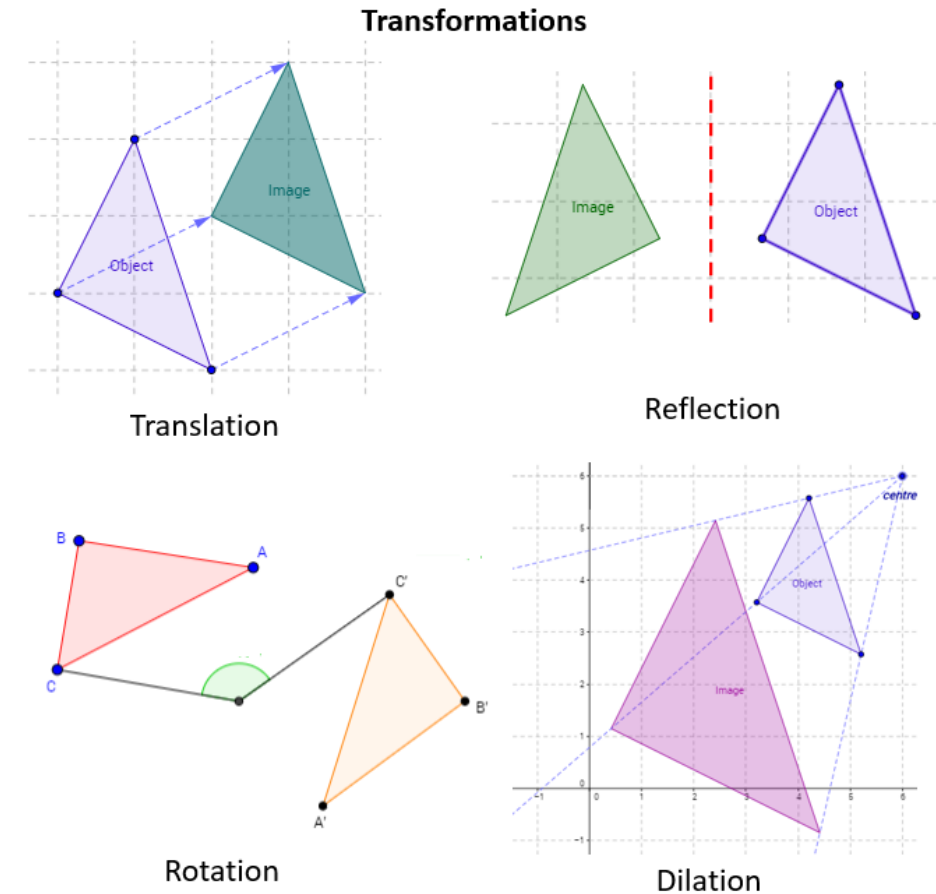 Transformations
Image
Object
Translation
Image
Object
Reflection
B
A
C
C'
B'
A'
Rotation
6
centre
5
4
Object
3
2
Image
1
0
−1
0
1
2
3
4
5
6
−1
Dilation